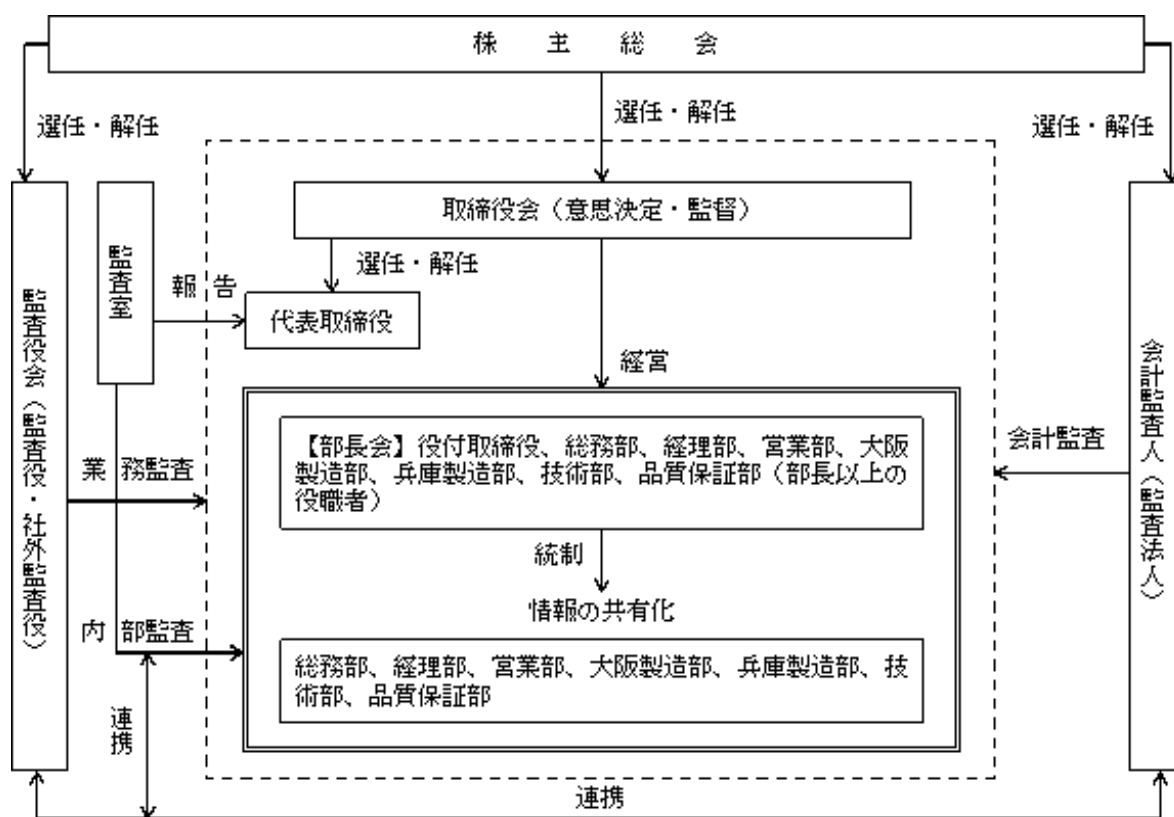 株主総会
選任・解任
選任・解任
選任・解任
取締役会(意思決定・監督)
監査室
選任・解任
報告
代表取締役
監査役会(監査役・社外監査役)
会計監査人(監査法人)
経営
【部長会】役付取締役、総務部、経理部、営業部、大阪
製造部、兵庫製造部、技術部、品質保証部(部長以上の
役職者)
会計監査
業務監査
統制
情報の共有化
内部監査
総務部、経理部、営業部、大阪製造部、兵庫製造部、技
術部、品質保証部
連携
連携